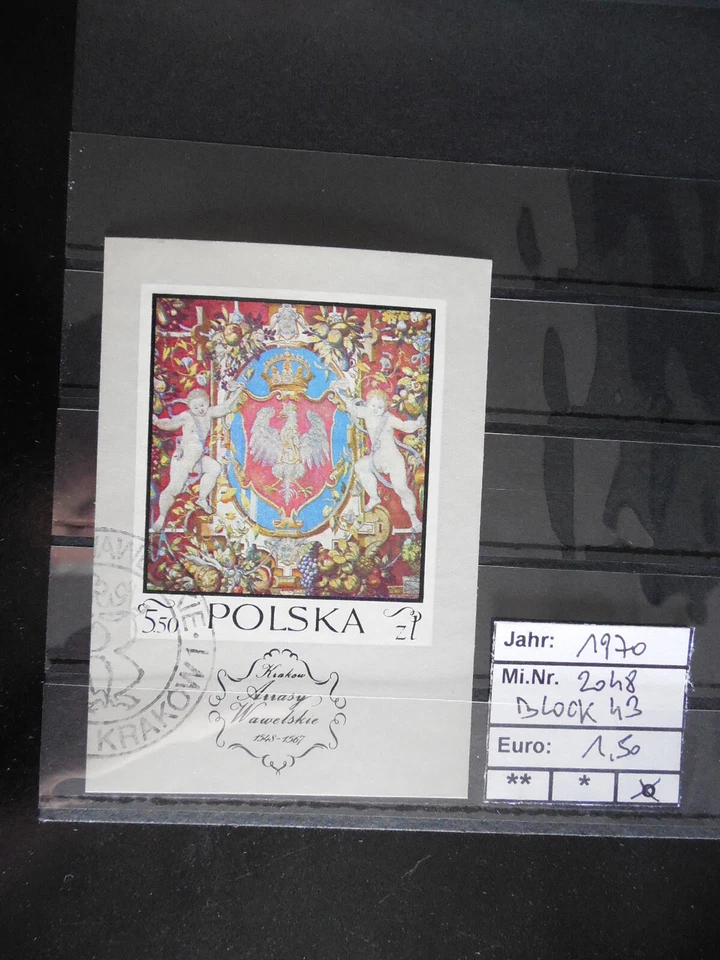 5.50 POLSKA zł
Kraków
Arrasy
Wawelskie
1548-1567
KRAKÓW 1
Jahr: 1970
Mi.Nr. 2048
BLOCK 43
Euro: 1,50
** *